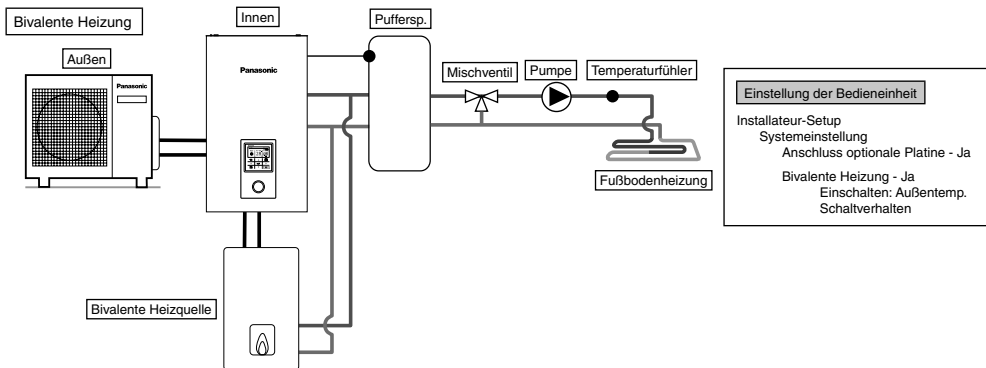 Bivalente Heizung
Innen
Puffersp.
Außen
Panasonic
Panasonic
Mischventil
Pumpe
Temperaturfühler
Fußbodenheizung
Bivalente Heizquelle
Einstellung der Bedieneinheit
Installateur-Setup
Systemeinstellung
Anschluss optionale Platine - Ja
Bivalente Heizung - Ja
Einschalten: Außentemp.
Schaltverhalten